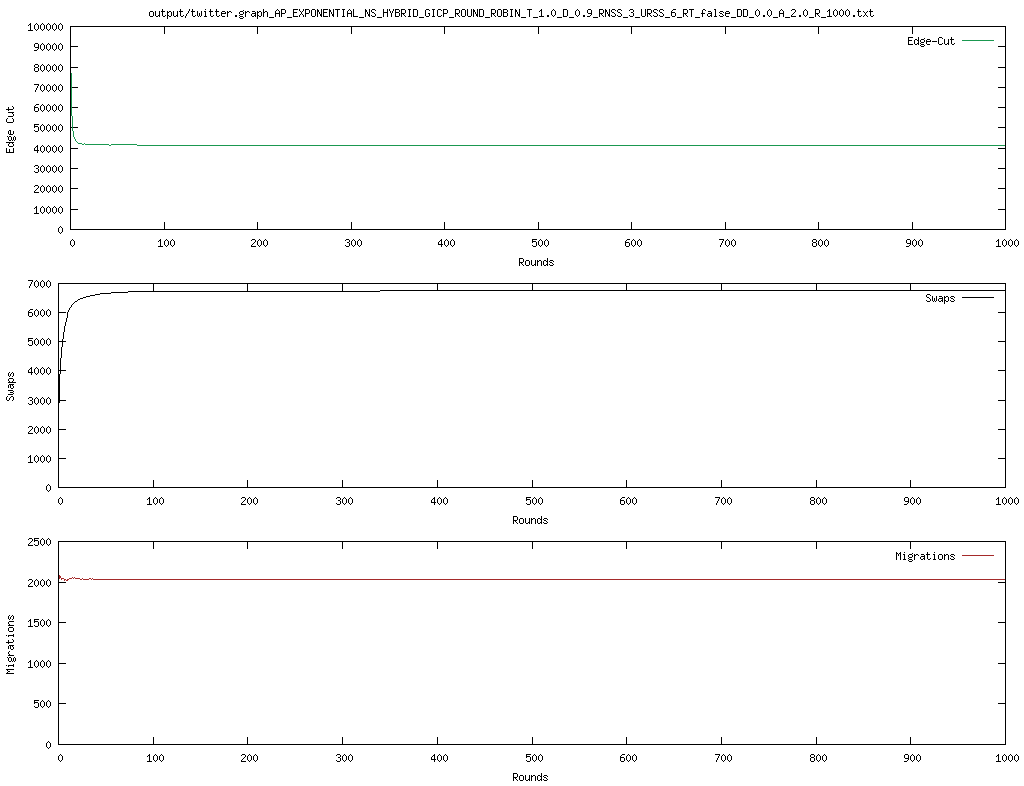 output/twitter.graph_AP_EXPONENTIAL_NS_HYBRID_GICP_ROUND_ROBIN_T_1.0_D_0.9_RNSS_3_URSS_6_RT_false_DD_0.0_A_2.0_R_1000.txt
Edge-Cut
100000
90000
80000
70000
60000
50000
40000
30000
20000
10000
0
Edge Cut
0 100 200 300 400 500 600 700 800 900 1000
Rounds
Swaps
7000
6000
5000
4000
3000
2000
1000
0
Swaps
0 100 200 300 400 500 600 700 800 900 1000
Rounds
Migrations
2500
2000
1500
1000
500
0
Migrations
0 100 200 300 400 500 600 700 800 900 1000
Rounds